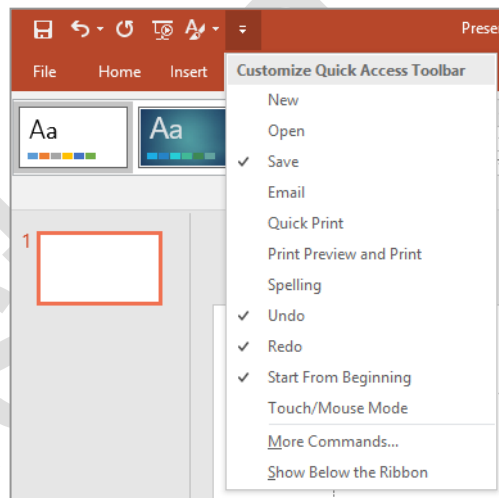 Prese
File Home Insert
Customize Quick Access Toolbar
New
Open
Save
Email
Quick Print
Print Preview and Print
Spelling
Undo
Redo
Start From Beginning
Touch/Mouse Mode
More Commands...
Show Below the Ribbon
Aa Aa
1